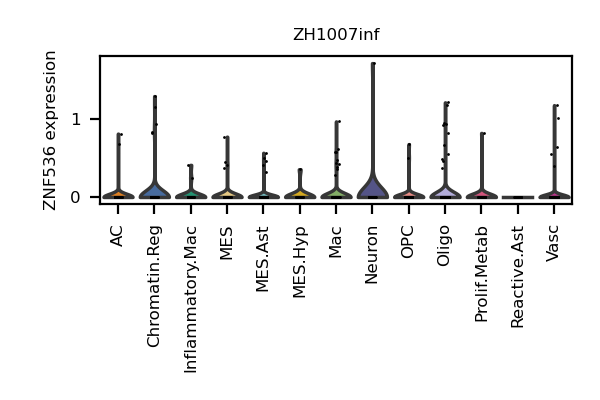 ZH1007inf
ZNF536 expression
1
0
AC
Chromatin.Reg
Inflammatory.Mac
MES
MES.Ast
MES.Hyp
Mac
Neuron
OPC
Oligo
Prolif.Metab
Reactive.Ast
Vasc